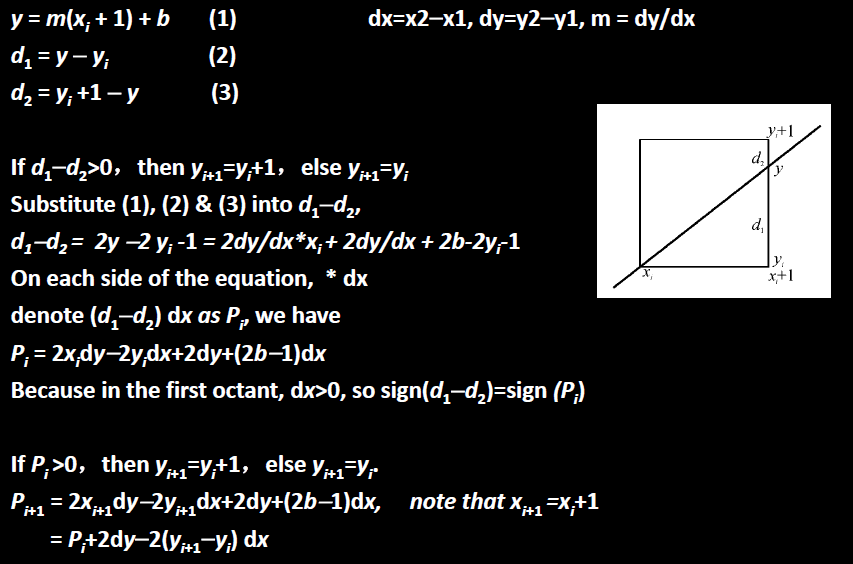 y = m(xᵢ + 1) + b (1) dx=x2–x1, dy=y2–y1, m = dy/dx
d₁ = y – yᵢ (2)
d₂ = yᵢ +1 – y (3)
If d₁–d₂>0， then yᵢ₊₁=yᵢ+1， else yᵢ₊₁=yᵢ
Substitute (1), (2) & (3) into d₁–d₂,
d₁–d₂ = 2y –2 yᵢ -1 = 2dy/dx*xᵢ+ 2dy/dx + 2b-2yᵢ-1
On each side of the equation, * dx
denote (d₁–d₂) dx as Pᵢ, we have
Pᵢ = 2xᵢdy–2yᵢdx+2dy+(2b–1)dx
Because in the first octant, dx>0, so sign(d₁–d₂)=sign (Pᵢ)
If Pᵢ >0， then yᵢ₊₁=yᵢ+1， else yᵢ₊₁=yᵢ.
Pᵢ₊₁ = 2xᵢ₊₁dy–2yᵢ₊₁dx+2dy+(2b–1)dx, note that xᵢ₊₁ =xᵢ+1
= Pᵢ+2dy–2(yᵢ₊₁–yᵢ) dx
yᵢ+1
d₂
y
d₁
yᵢ
xᵢ
xᵢ+1